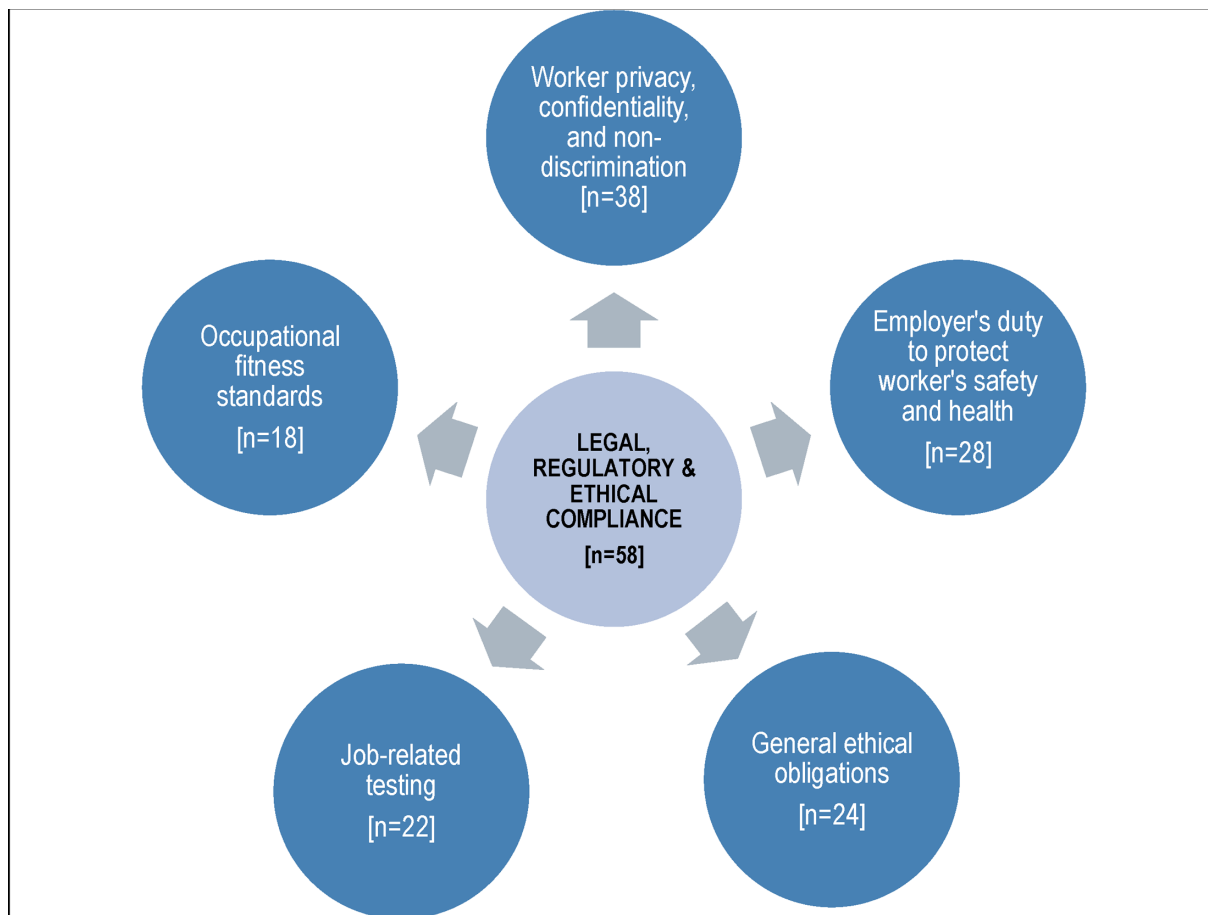 Worker privacy,
confidentiality,
and non-
discrimination
[n=38]
Employer's duty
to protect
worker's safety
and health
[n=28]
Occupational
fitness
standards
[n=18]
LEGAL,
REGULATORY &
ETHICAL
COMPLIANCE
[n=58]
General ethical
obligations
[n=24]
Job-related
testing
[n=22]